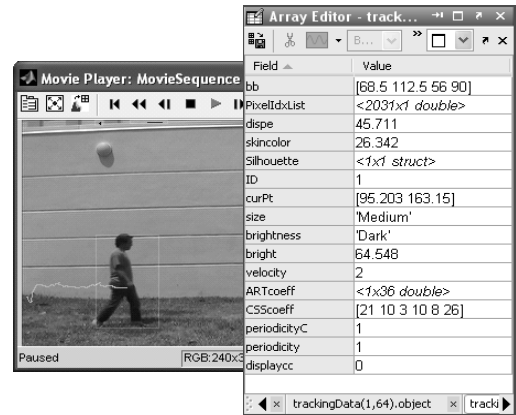 Array Editor - track...
B...
»
Movie Player: MovieSequence
Field Value
bb [68.5 112.5 56 90]
PixelIdxList <2031x1 double>
dispe 45.711
skincolor 26.342
Silhouette <1x1 struct>
ID 1
curPt [95.203 163.15]
size 'Medium'
brightness 'Dark'
bright 64.548
velocity 2
ARTcoeff <1x36 double>
CSScoeff [21 10 3 10 8 26]
periodicityC 1
periodicity 1
displaycc 0
Paused RGB:240x3
trackingData(1,64).object tracki